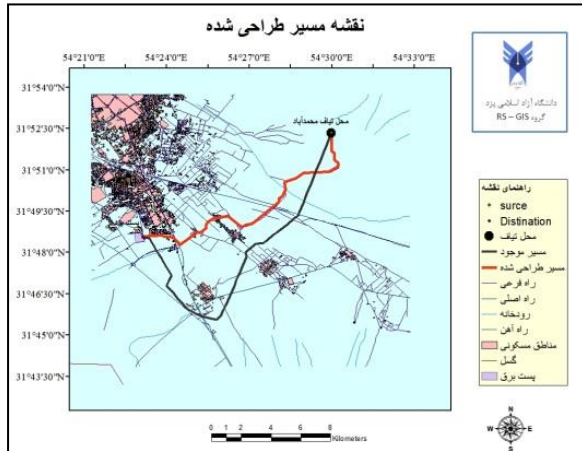 نقشه مسیر طراحی شده
54°21'0"E 54°24'0"E 54°27'0"E 54°30'0"E 54°33'0"E
31°54'0"N
31°52'30"N
31°51'0"N
31°49'30"N
31°48'0"N
31°46'30"N
31°45'0"N
31°43'30"N
محل تپاف محمدآباد
دانشگاه آزاد اسلامی یزد
گروه RS - GIS
راهنمای نقشه
surce
Distination
محل تپاف
مسیر موجود
مسیر طراحی شده
راه فرعی
راه اصلی
رودخانه
راه آهن
مناطق مسکونی
گسل
پست برق
0 1 2 4 6 8
Kilometers
N
W E
S